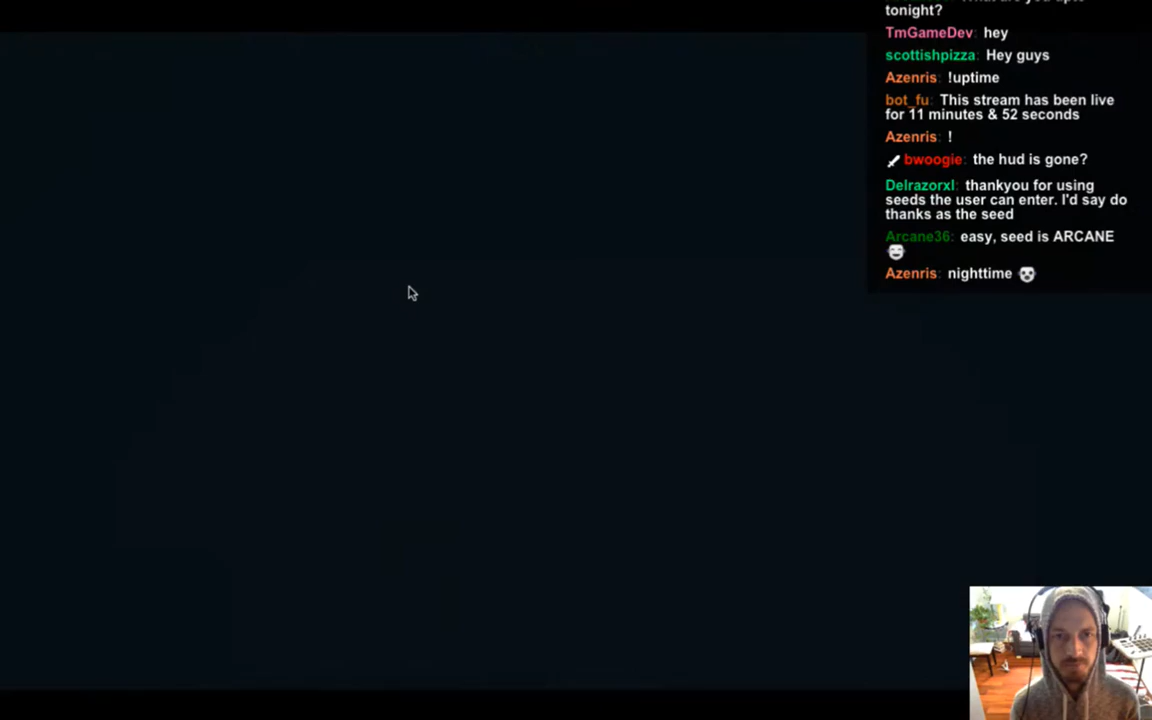 tonight?
TmGameDev: hey
scottishpizza: Hey guys
Azenris: !uptime
bot_fu: This stream has been live
for 11 minutes & 52 seconds
Azenris: !
bwoogie: the hud is gone?
Delrazorxl: thankyou for using
seeds the user can enter. I'd say do
thanks as the seed
Arcane36: easy, seed is ARCANE
Azenris: nighttime